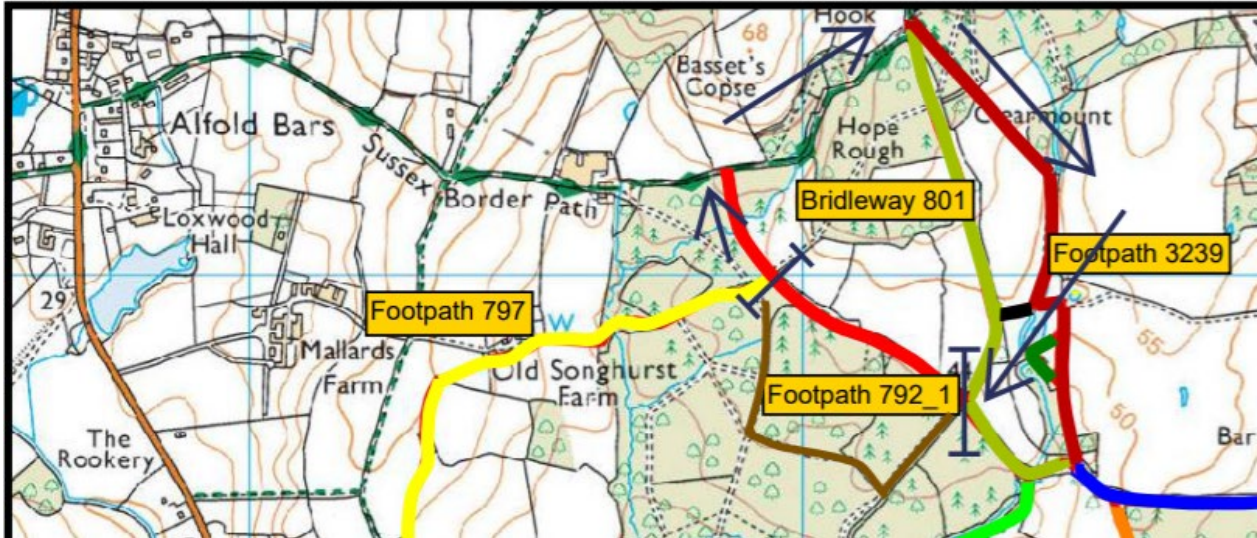 Hook
68
Basset's
Copse
Clearmount
Alfold Bars
Hope
Rough
Sussex
Border Path
Bridleway 801
Loxwood
Hall
Footpath 3239
29
Footpath 797
W
55
Mallards
Farm
Old Songhurst
Farm
Footpath 792_1
50
The
Rookery
Bar